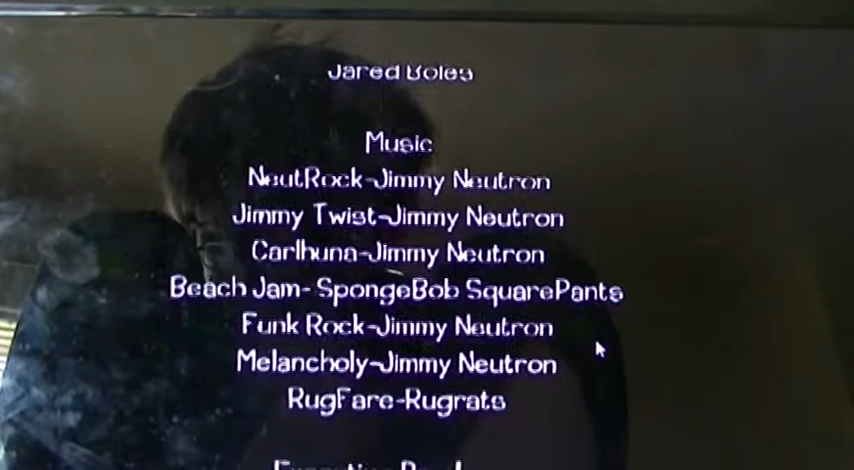 Jared Boles
Music
NeutRock-Jimmy Neutron
Jimmy Twist-Jimmy Neutron
Carlhuna-Jimmy Neutron
Beach Jam- SpongeBob SquarePants
Funk Rock-Jimmy Neutron
Melancholy-Jimmy Neutron
RugFare-Rugrats
Executive